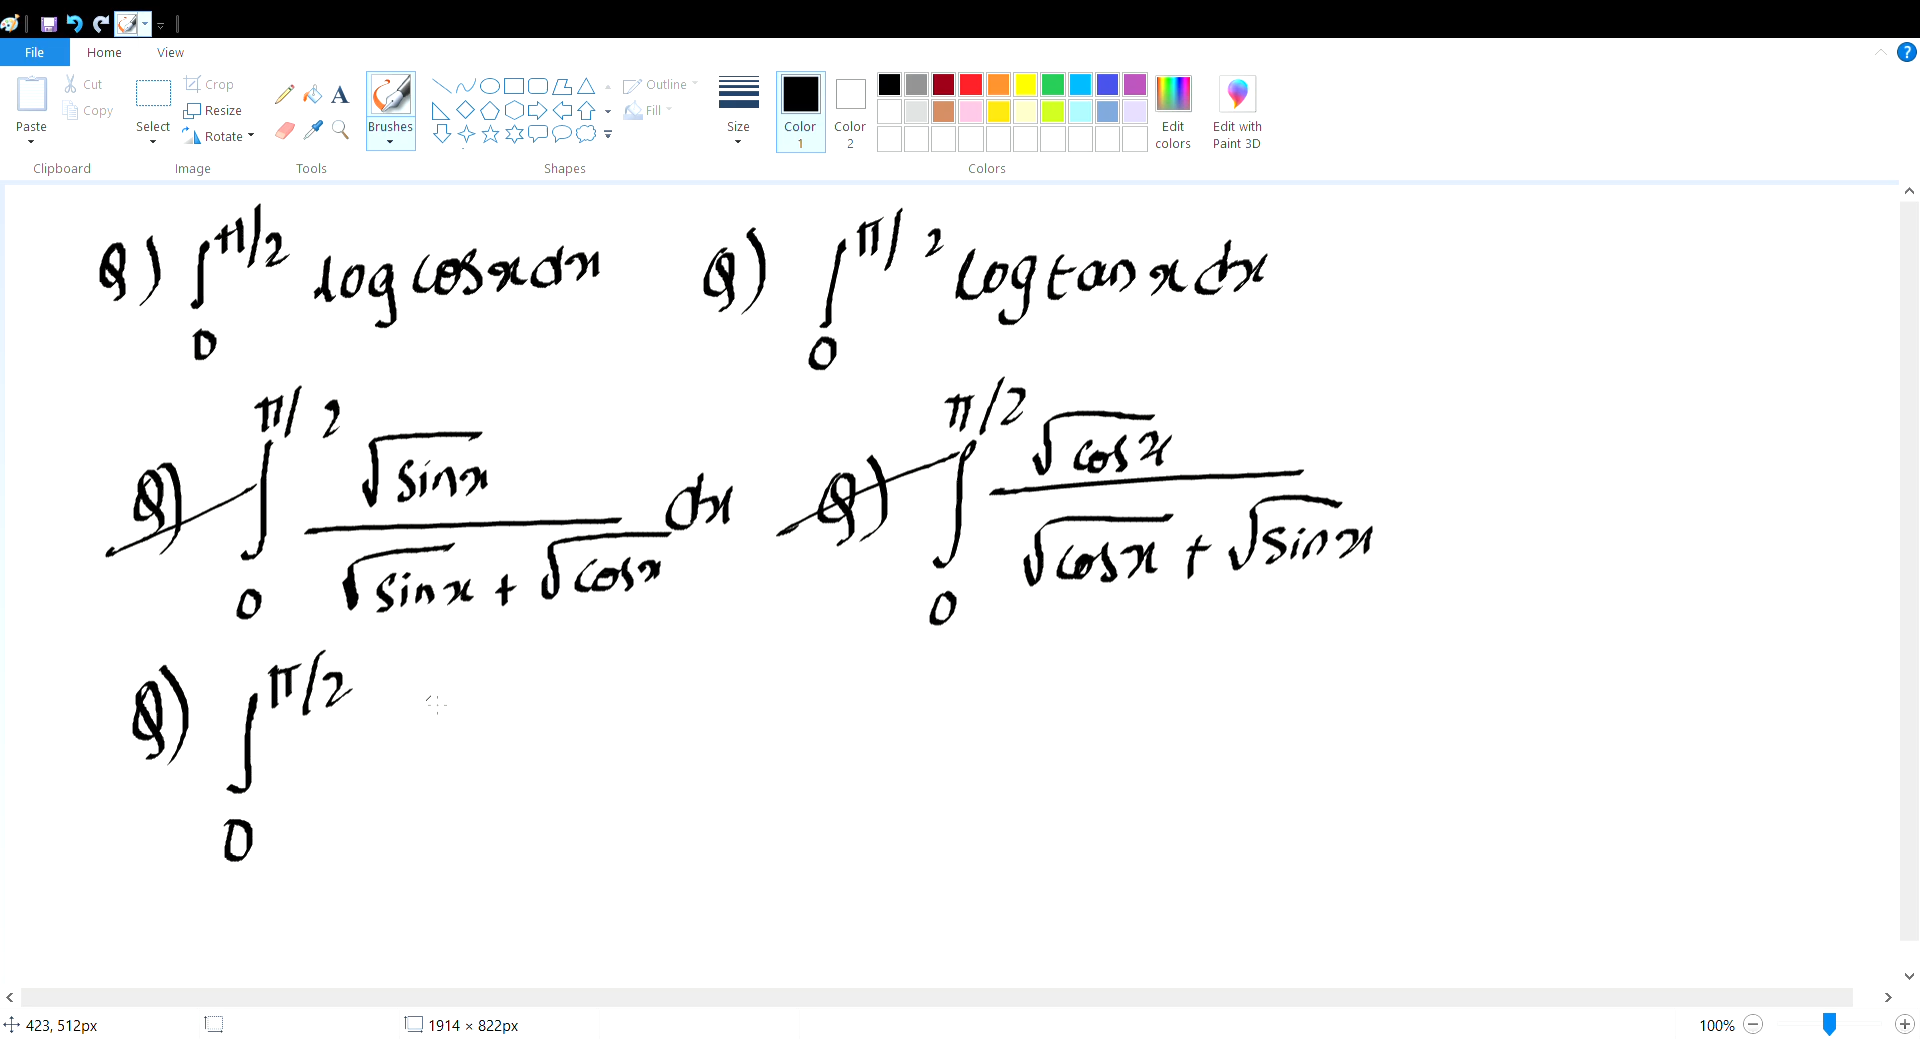 File Home View
Paste Cut Copy Select Crop Resize Rotate A Brushes Outline Fill Size Color 1 Color 2 Edit colors Edit with Paint 3D ?
Clipboard Image Tools Shapes Colors
Q) ∫₀^π/2 log cosx dx Q) ∫₀^π/2 log tan x dx
Q) ∫₀^π/2 √sinx / (√sinx + √cosx) dx Q) ∫₀^π/2 √cosx / (√cosx + √sinx)
Q) ∫₀^π/2
423, 512px 1914 × 822px 100%